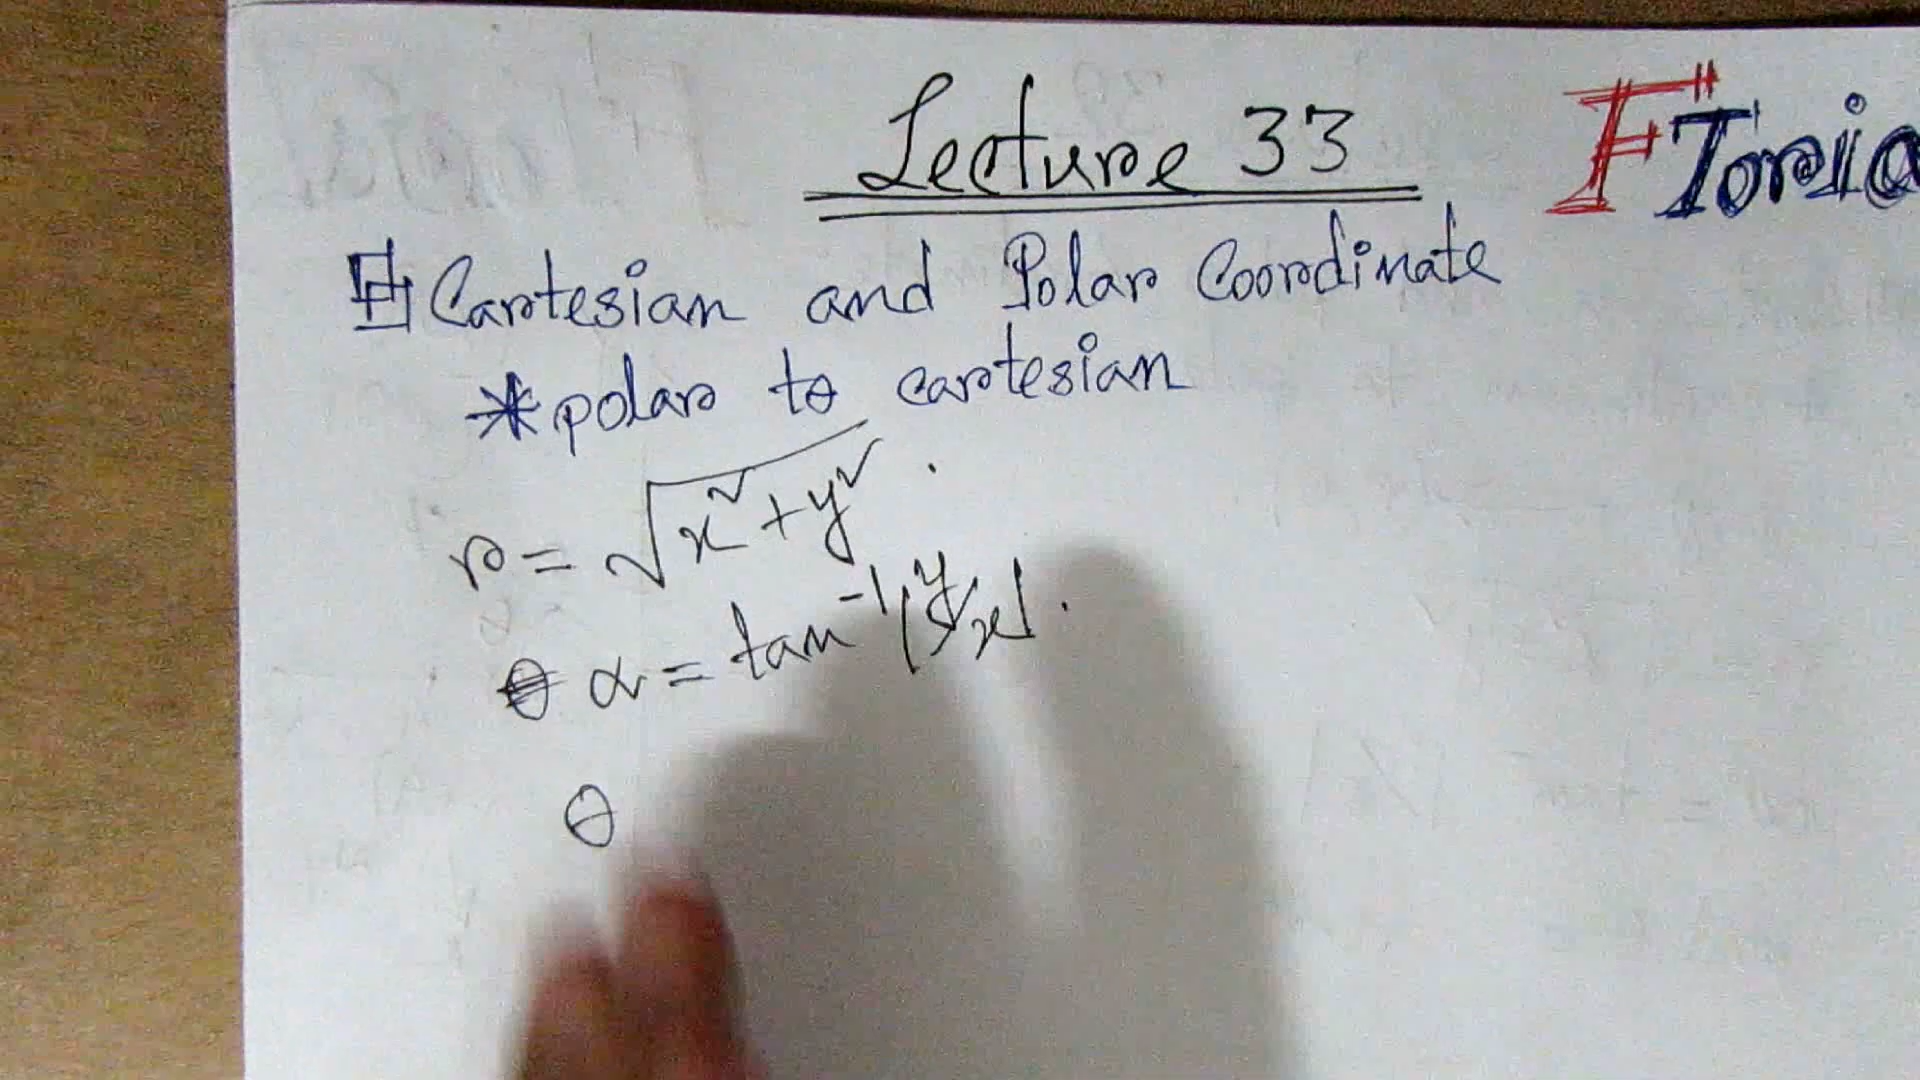 Lecture 33
FToria
Cartesian and Polar Coordinate
*polar to cartesian
r = √x²+y² .
θ α = tan⁻¹|y/x| .
θ